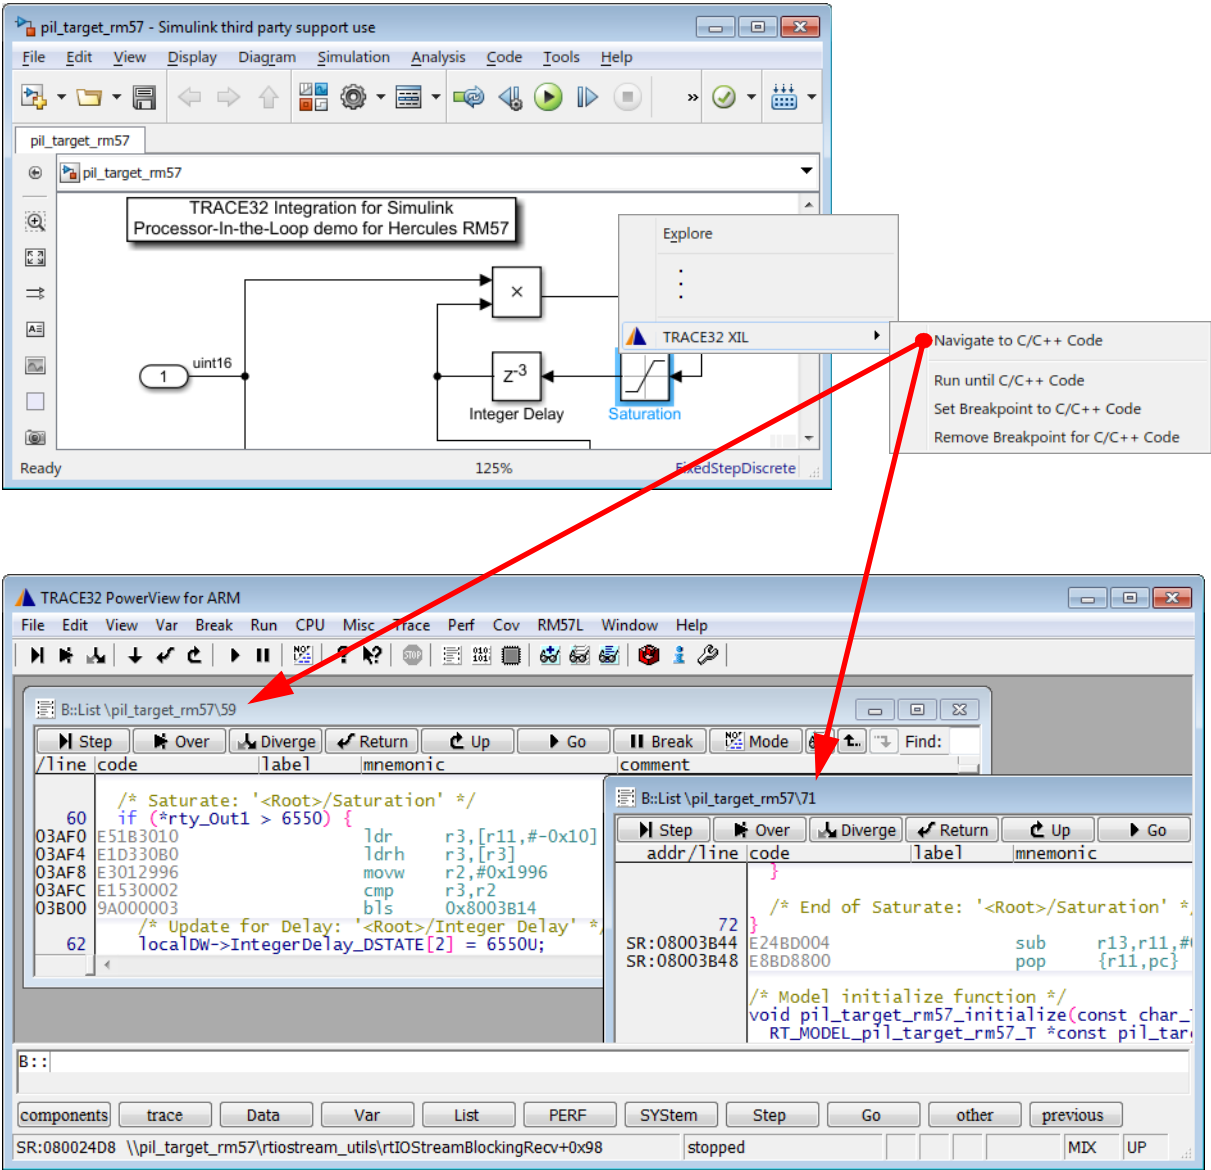 pil_target_rm57 - Simulink third party support use
File Edit View Display Diagram Simulation Analysis Code Tools Help
»
pil_target_rm57
pil_target_rm57
TRACE32 Integration for Simulink
Processor-In-the-Loop demo for Hercules RM57
Explore
×
TRACE32 XIL
Navigate to C/C++ Code
Run until C/C++ Code
Set Breakpoint to C/C++ Code
Remove Breakpoint for C/C++ Code
uint16
1
Z-3
Integer Delay
Saturation
Ready 125% FixedStepDiscrete
TRACE32 PowerView for ARM
File Edit View Var Break Run CPU Misc Trace Perf Cov RM57L Window Help
B::List \pil_target_rm57\59
Step Over Diverge Return Up Go Break Mode Find:
/line code label mnemonic comment
/* Saturate: '<Root>/Saturation' */
60 if (*rty_Out1 > 6550) {
03AF0 E51B3010 ldr r3,[r11,#-0x10]
03AF4 E1D330B0 ldrh r3,[r3]
03AF8 E3012996 movw r2,#0x1996
03AFC E1530002 cmp r3,r2
03B00 9A000003 bls 0x8003B14
/* Update for Delay: '<Root>/Integer Delay' *
62 localDW->IntegerDelay_DSTATE[2] = 6550U;
B::List \pil_target_rm57\71
Step Over Diverge Return Up Go
addr/line code label mnemonic
}
/* End of Saturate: '<Root>/Saturation' *
72 }
SR:08003B44 E24BD004 sub r13,r11,#
SR:08003B48 E8BD8800 pop {r11,pc}
/* Model initialize function */
void pil_target_rm57_initialize(const char_
RT_MODEL_pil_target_rm57_T *const pil_tar
B::
components trace Data Var List PERF SYStem Step Go other previous
SR:080024D8 \\pil_target_rm57\rtiostream_utils\rtIOStreamBlockingRecv+0x98 stopped MIX UP